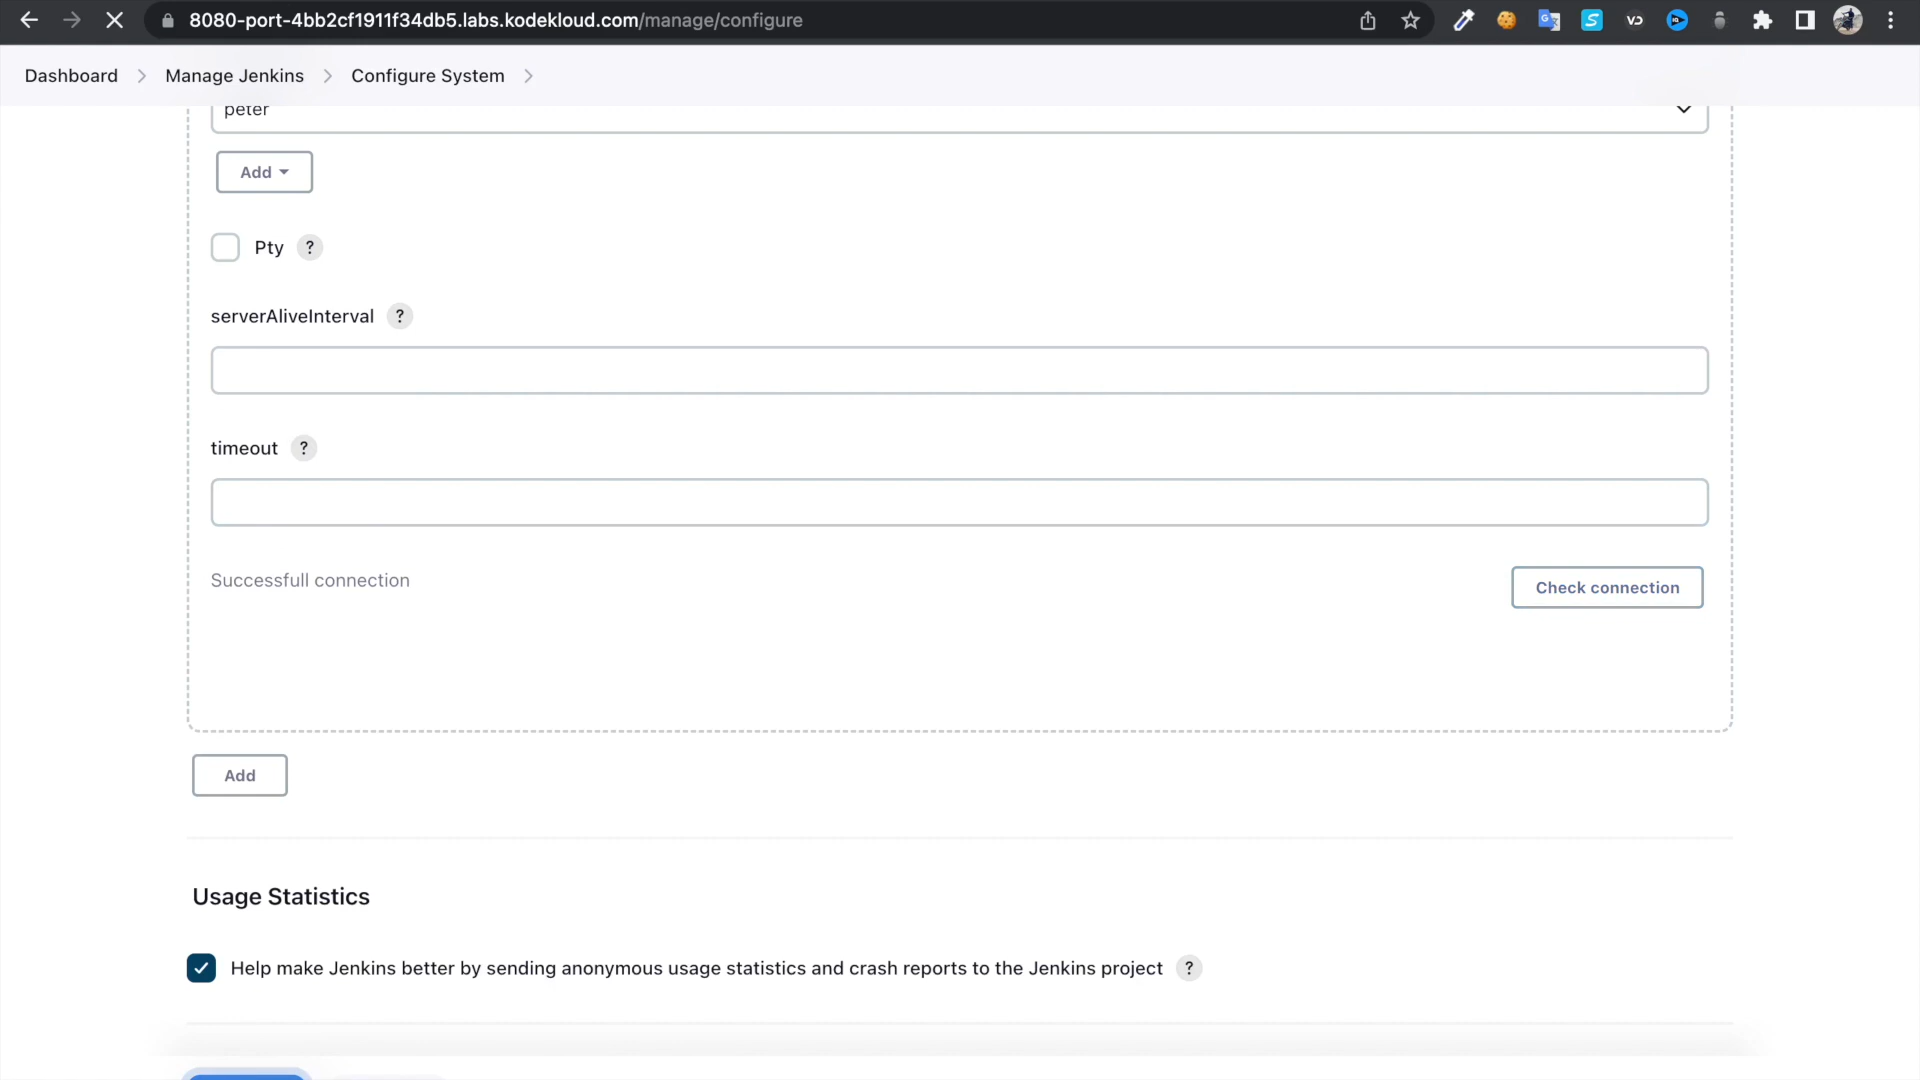 8080-port-4bb2cf1911f34db5.labs.kodekloud.com/manage/configure
Dashboard
Manage Jenkins
Configure System
peter
Add
Pty ?
serverAliveInterval ?
timeout ?
Successfull connection
Check connection
Add
Usage Statistics
Help make Jenkins better by sending anonymous usage statistics and crash reports to the Jenkins project ?